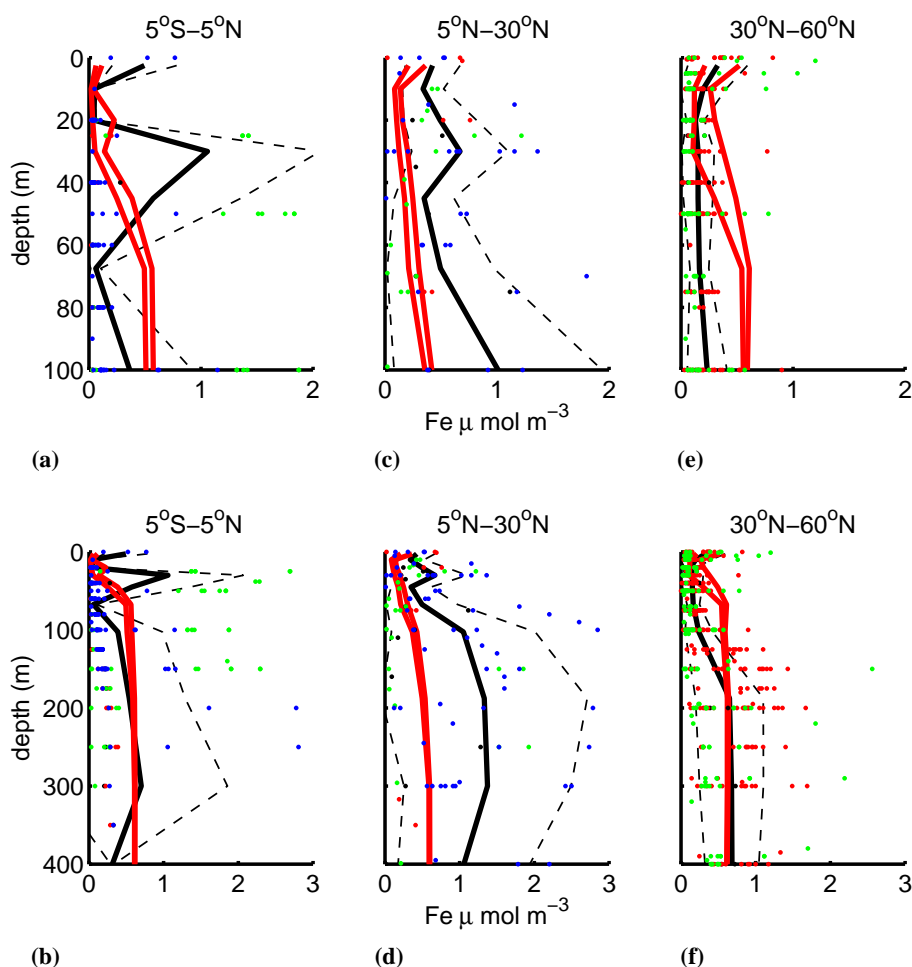 5°S−5°N
5°N−30°N
30°N−60°N
0
20
40
60
80
100
depth (m)
0 1 2
0 1 2
0 1 2
Fe μ mol m⁻³
(a)
(c)
(e)
5°S−5°N
5°N−30°N
30°N−60°N
0
100
200
300
400
depth (m)
0 1 2 3
0 1 2 3
0 1 2 3
Fe μ mol m⁻³
(b)
(d)
(f)